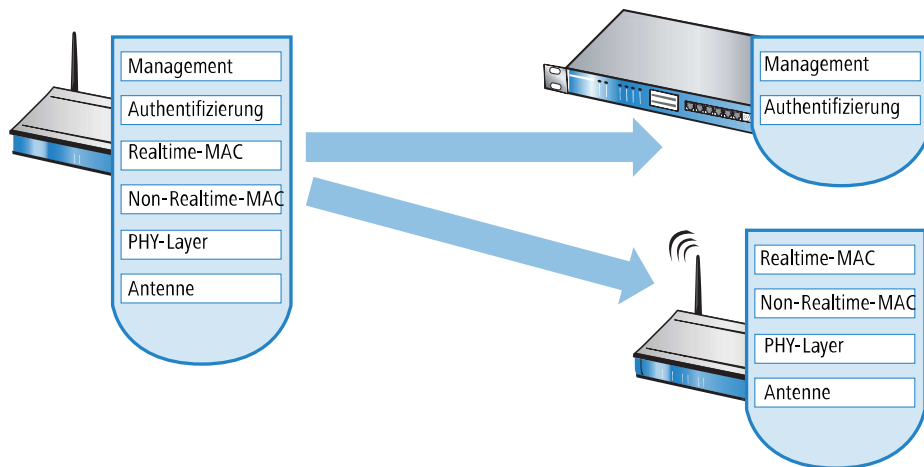 Management
Authentifizierung
Realtime-MAC
Non-Realtime-MAC
PHY-Layer
Antenne
Management
Authentifizierung
Realtime-MAC
Non-Realtime-MAC
PHY-Layer
Antenne